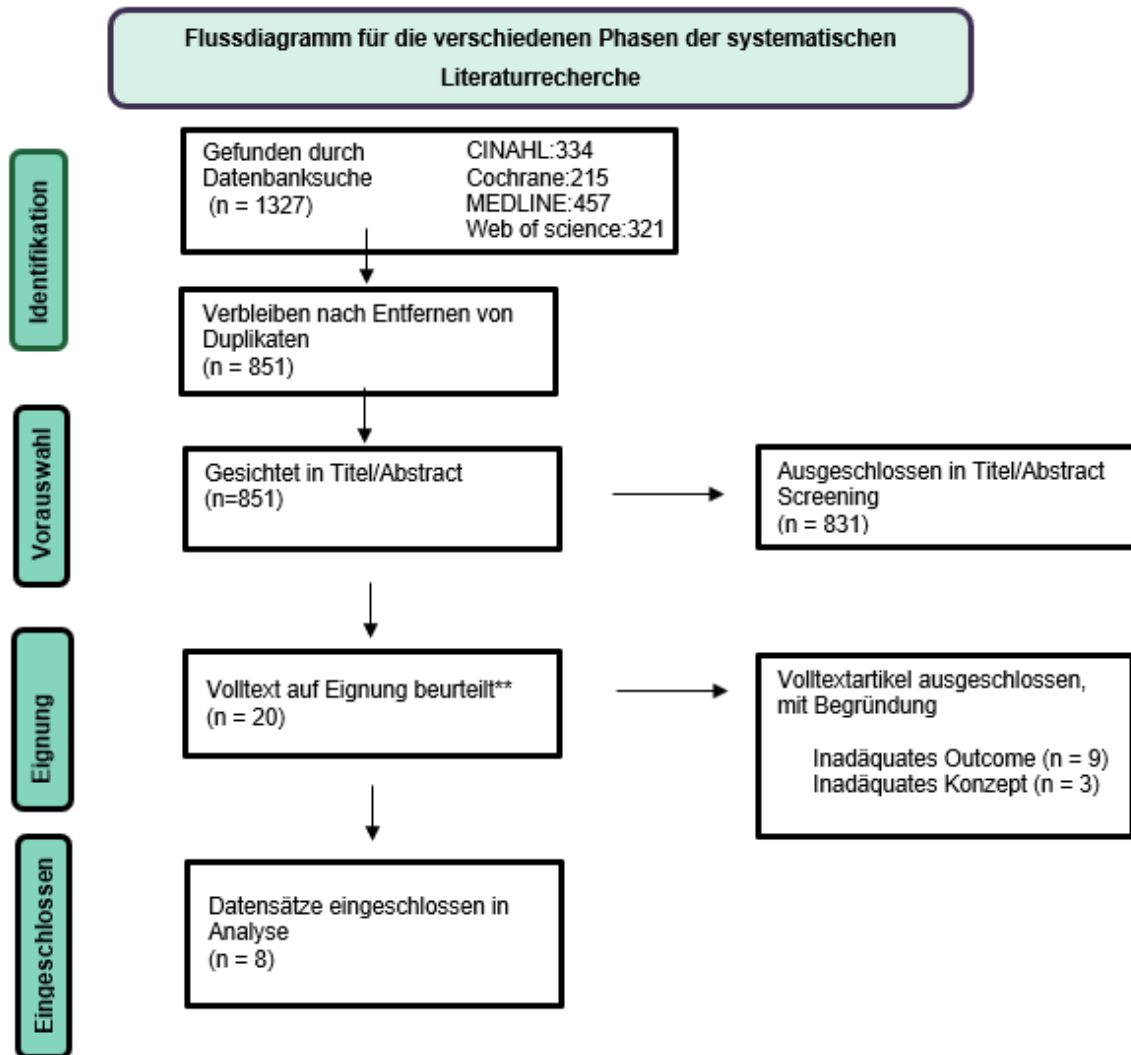 Flussdiagramm für die verschiedenen Phasen der systematischen
Literaturrecherche
Identifikation
Gefunden durch
Datenbanksuche
(n = 1327)
CINAHL:334
Cochrane:215
MEDLINE:457
Web of science:321
Verbleiben nach Entfernen von
Duplikaten
(n = 851)
Vorauswahl
Gesichtet in Titel/Abstract
(n=851)
Ausgeschlossen in Titel/Abstract
Screening
(n = 831)
Eignung
Volltext auf Eignung beurteilt**
(n = 20)
Volltextartikel ausgeschlossen,
mit Begründung
Inadäquates Outcome (n = 9)
Inadäquates Konzept (n = 3)
Eingeschlossen
Datensätze eingeschlossen in
Analyse
(n = 8)